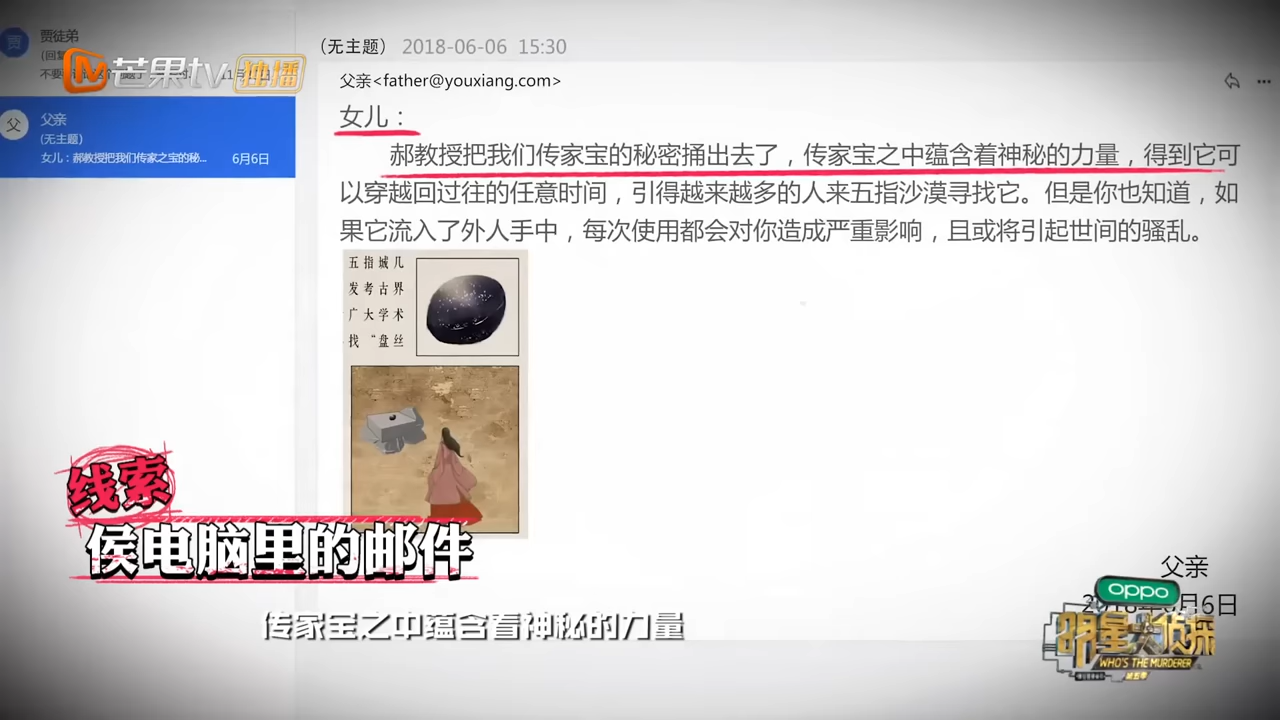 贾徒弟
芒果tv 独播
父亲
(无主题)
女儿：郝教授把我们传家之宝的秘... 6月6日
(无主题) 2018-06-06 15:30
父亲<father@youxiang.com>
女儿：
郝教授把我们传家宝的秘密捅出去了，传家宝之中蕴含着神秘的力量，得到它可
以穿越回过往的任意时间，引得越来越多的人来五指沙漠寻找它。但是你也知道，如
果它流入了外人手中，每次使用都会对你造成严重影响，且或将引起世间的骚乱。
五指城几
发考古界
广大学术
找“盘丝
父亲
线索
侯电脑里的邮件
传家宝之中蕴含着神秘的力量
oppo
明星大侦探
WHO'S THE MURDERER
第五季